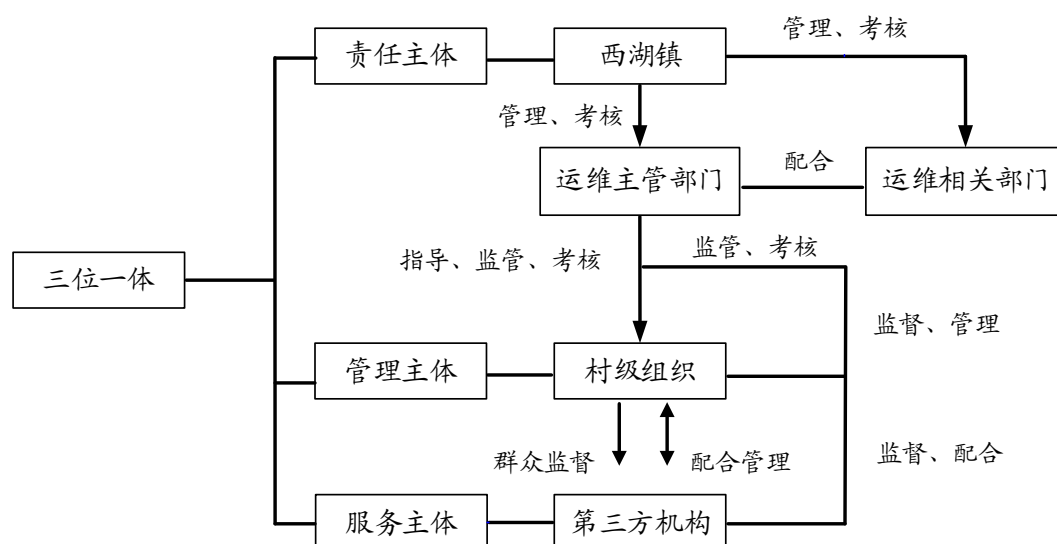 管理、考核
责任主体
西湖镇
管理、考核
运维主管部门
配合
运维相关部门
指导、监管、考核
监管、考核
三位一体
监督、管理
管理主体
村级组织
监督、配合
群众监督
配合管理
服务主体
第三方机构